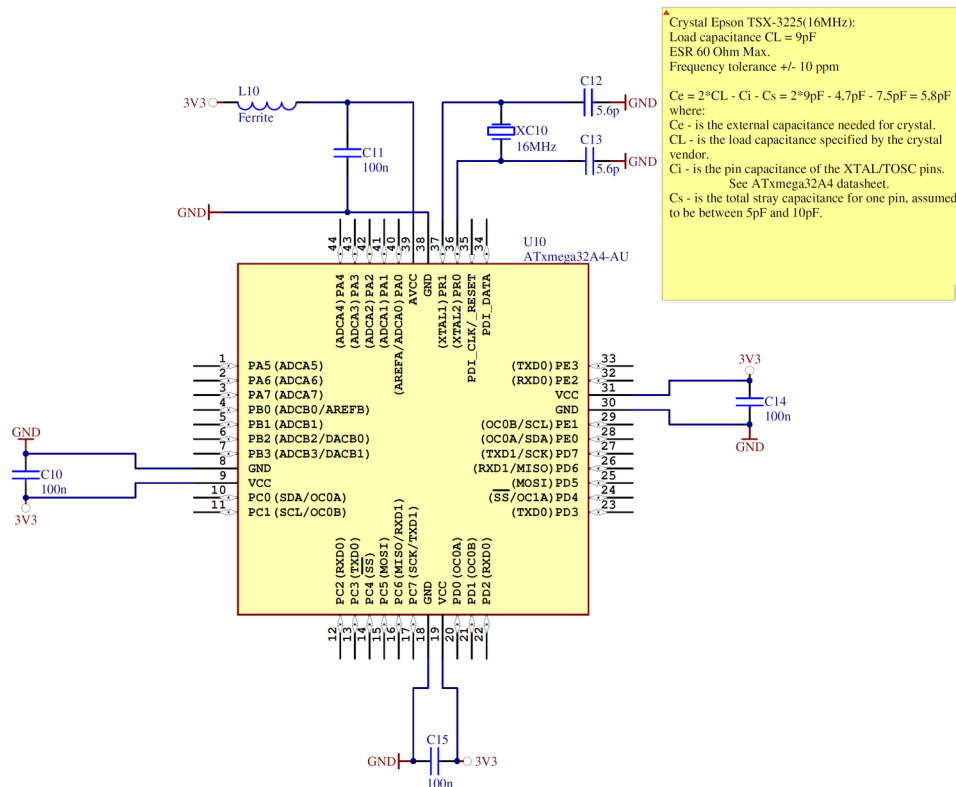 Crystal Epson TSX-3225(16MHz):
Load capacitance CL = 9pF
ESR 60 Ohm Max.
Frequency tolerance +/- 10 ppm
Ce = 2*CL - Ci - Cs = 2*9pF - 4,7pF - 7,5pF = 5,8pF
where:
Ce - is the external capacitance needed for crystal.
CL - is the load capacitance specified by the crystal
vendor.
Ci - is the pin capacitance of the XTAL/TOSC pins.
See ATxmega32A4 datasheet.
Cs - is the total stray capacitance for one pin, assumed
to be between 5pF and 10pF.
3V3
L10
Ferrite
C11
100n
GND
C12
5.6p
GND
XC10
16MHz
C13
5.6p
GND
U10
ATxmega32A4-AU
44
43
42
41
40
39
38
37
36
35
34
(ADCA4)PA4
(ADCA3)PA3
(ADCA2)PA2
(ADCA1)PA1
(AREFA/ADCA0)PA0
AVCC
GND
(XTAL1)PR1
(XTAL2)PR0
PDI_CLK/_RESET
PDI_DATA
1 PA5(ADCA5)
2 PA6(ADCA6)
3 PA7(ADCA7)
4 PB0(ADCB0/AREFB)
5 PB1(ADCB1)
6 PB2(ADCB2/DACB0)
7 PB3(ADCB3/DACB1)
8 GND
9 VCC
10 PC0(SDA/OC0A)
11 PC1(SCL/OC0B)
(TXD0)PE3 33
(RXD0)PE2 32
VCC 31
GND 30
(OC0B/SCL)PE1 29
(OC0A/SDA)PE0 28
(TXD1/SCK)PD7 27
(RXD1/MISO)PD6 26
(MOSI)PD5 25
(SS/OC1A)PD4 24
(TXD0)PD3 23
GND
C10
100n
3V3
3V3
C14
100n
GND
PC2(RXD0)
PC3(TXD0)
PC4(SS)
PC5(MOSI)
PC6(MISO/RXD1)
PC7(SCK/TXD1)
GND
VCC
PD0(OC0A)
PD1(OC0B)
PD2(RXD0)
12
13
14
15
16
17
18
19
20
21
22
GND
C15
100n
3V3